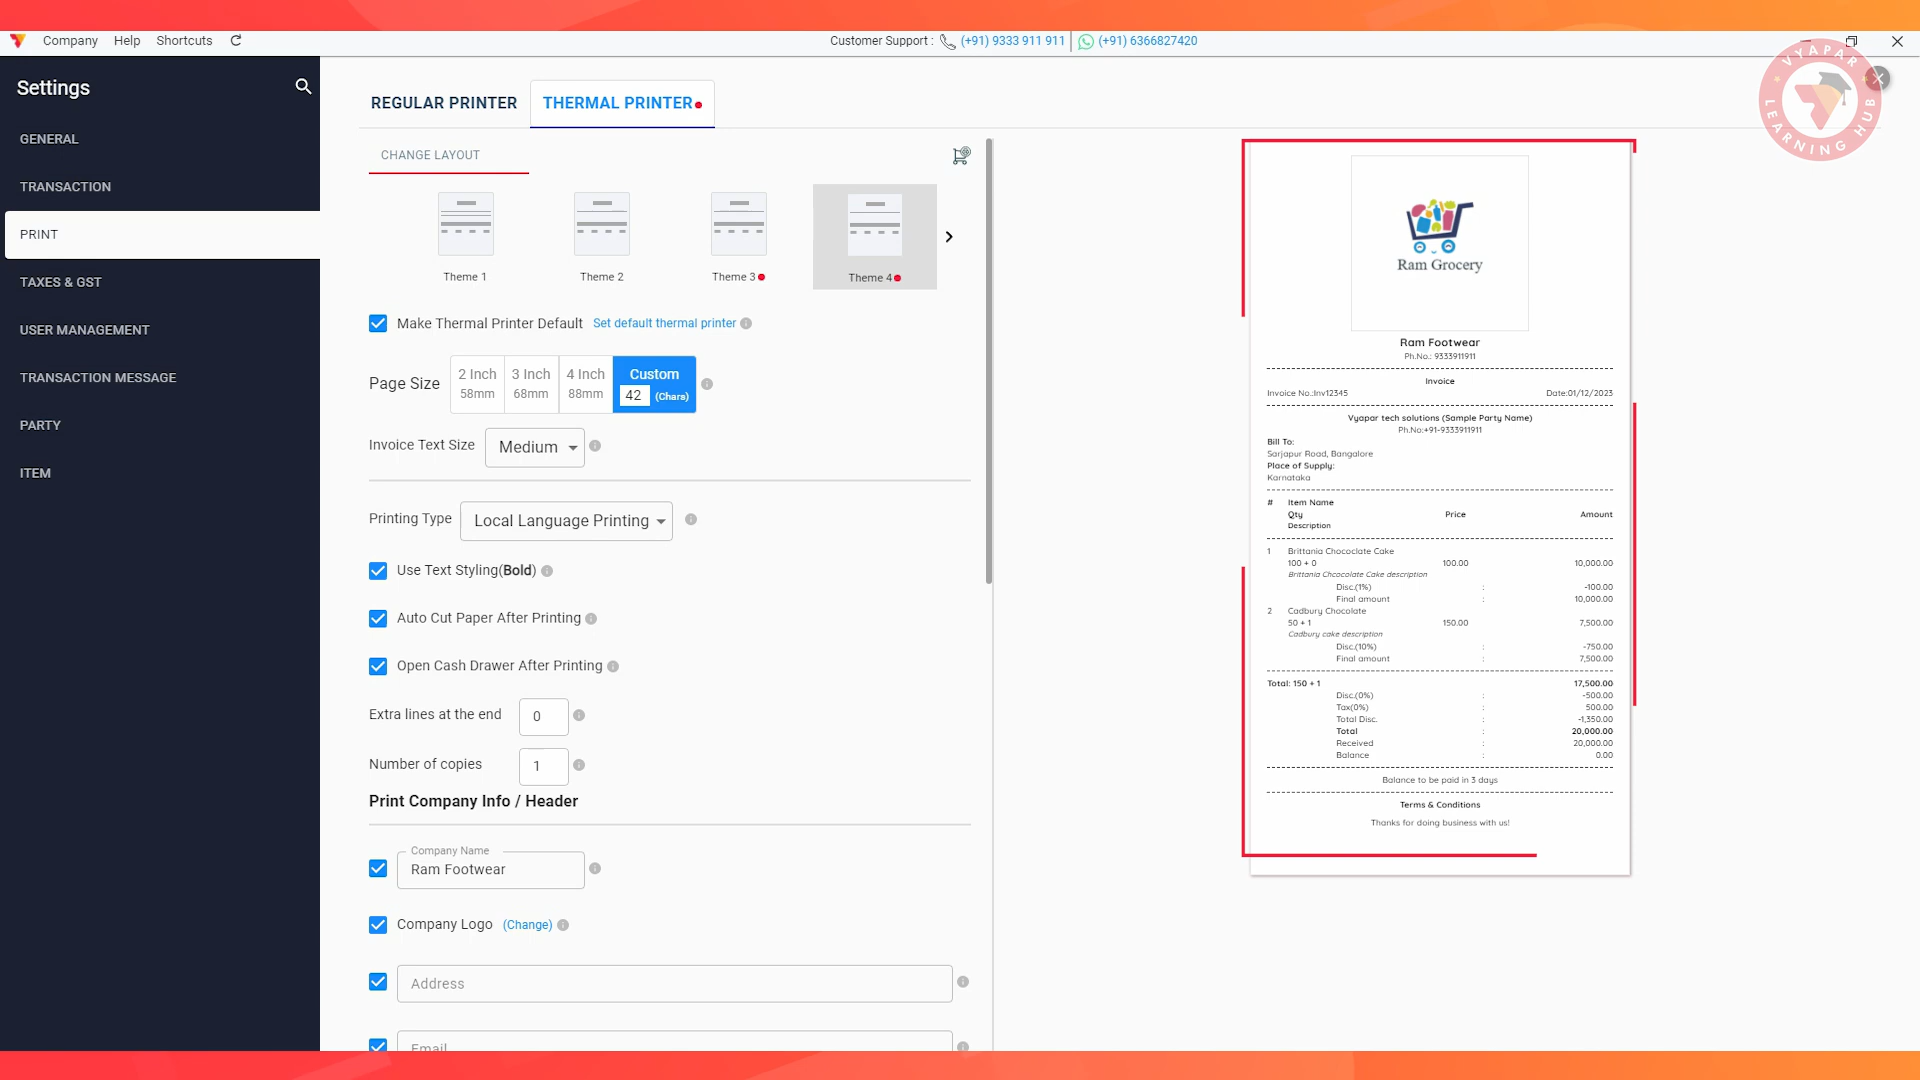 Company Help Shortcuts
Customer Support : (+91) 9333 911 911 (+91) 6366827420
VYAPAR LEARNING HUB
Settings
GENERAL
TRANSACTION
PRINT
TAXES & GST
USER MANAGEMENT
TRANSACTION MESSAGE
PARTY
ITEM
REGULAR PRINTER THERMAL PRINTER
CHANGE LAYOUT
Theme 1 Theme 2 Theme 3 Theme 4
Make Thermal Printer Default Set default thermal printer
Page Size 2 Inch 58mm 3 Inch 68mm 4 Inch 88mm Custom 42 (Chars)
Invoice Text Size Medium
Printing Type Local Language Printing
Use Text Styling(Bold)
Auto Cut Paper After Printing
Open Cash Drawer After Printing
Extra lines at the end 0
Number of copies 1
Print Company Info / Header
Company Name
Ram Footwear
Company Logo (Change)
Address
Email
Ram Grocery
Ram Footwear
Ph.No.: 9333911911
Invoice
Invoice No.:Inv12345 Date:01/12/2023
Vyapar tech solutions (Sample Party Name)
Ph.No:+91-9333911911
Bill To:
Sarjapur Road, Bangalore
Place of Supply:
Karnataka
# Item Name
Qty Price Amount
Description
1 Brittania Chococlate Cake
100 + 0 100.00 10,000.00
Brittania Chcocolate Cake description
Disc.(1%) : -100.00
Final amount : 10,000.00
2 Cadbury Chocolate
50 + 1 150.00 7,500.00
Cadbury cake description
Disc.(10%) : -750.00
Final amount : 7,500.00
Total: 150 + 1 17,500.00
Disc.(0%) : -500.00
Tax(0%) : 500.00
Total Disc. : -1,350.00
Total : 20,000.00
Received : 20,000.00
Balance : 0.00
Balance to be paid in 3 days
Terms & Conditions
Thanks for doing business with us!